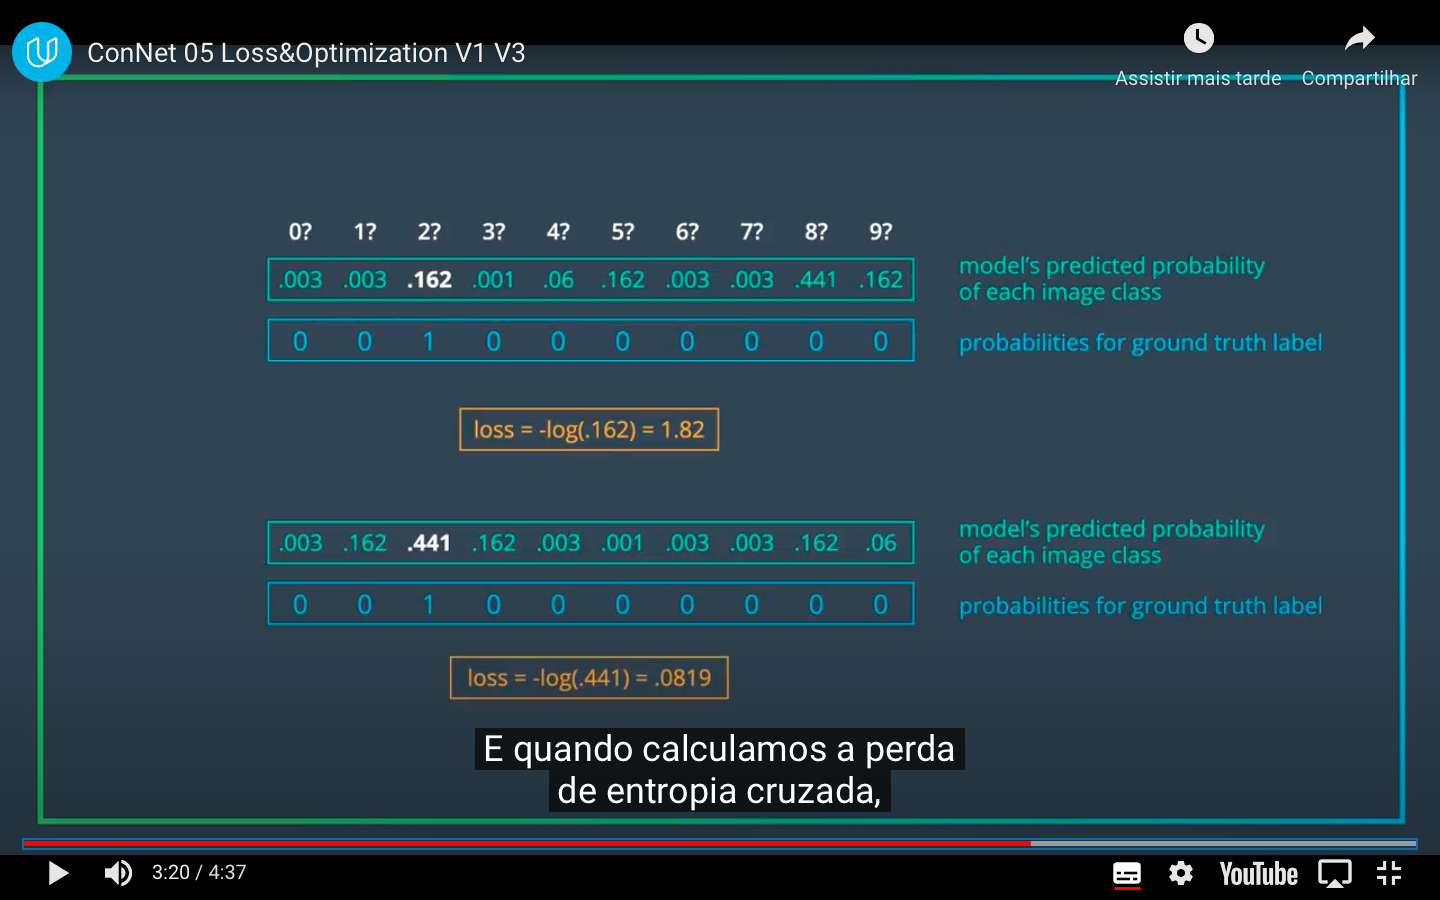 ConNet 05 Loss&Optimization V1 V3
Assistir mais tarde
Compartilhar
0? 1? 2? 3? 4? 5? 6? 7? 8? 9?
.003 .003 .162 .001 .06 .162 .003 .003 .441 .162
model's predicted probability
of each image class
0 0 1 0 0 0 0 0 0 0
probabilities for ground truth label
loss = -log(.162) = 1.82
.003 .162 .441 .162 .003 .001 .003 .003 .162 .06
model's predicted probability
of each image class
0 0 1 0 0 0 0 0 0 0
probabilities for ground truth label
loss = -log(.441) = .0819
E quando calculamos a perda
de entropia cruzada,
3:20 / 4:37
YouTube